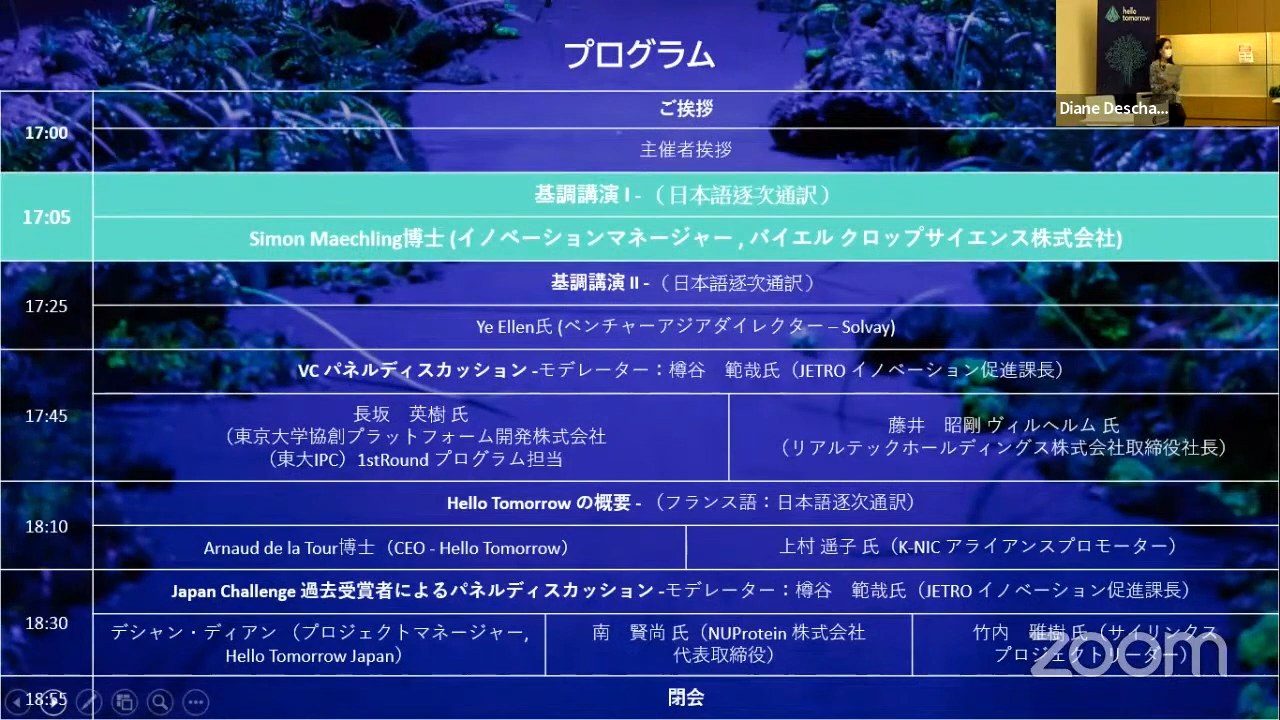 プログラム
hello
tomorrow
Diane Descha...
17:00
ご挨拶
主催者挨拶
17:05
基調講演 I - （日本語逐次通訳）
Simon Maechling博士 (イノベーションマネージャー , バイエル クロップサイエンス株式会社)
17:25
基調講演 II - （日本語逐次通訳）
Ye Ellen氏 (ベンチャーアジアダイレクター – Solvay)
17:45
VC パネルディスカッション -モデレーター：樽谷　範哉氏（JETRO イノベーション促進課長）
長坂　英樹 氏
（東京大学協創プラットフォーム開発株式会社
（東大IPC）1stRound プログラム担当
藤井　昭剛 ヴィルヘルム 氏
（リアルテックホールディングス株式会社取締役社長）
18:10
Hello Tomorrow の概要 - （フランス語：日本語逐次通訳）
Arnaud de la Tour博士（CEO - Hello Tomorrow）
上村 遥子 氏（K-NIC アライアンスプロモーター）
18:30
Japan Challenge 過去受賞者によるパネルディスカッション -モデレーター：樽谷　範哉氏（JETRO イノベーション促進課長）
デシャン・ディアン （プロジェクトマネージャー,
Hello Tomorrow Japan）
南　賢尚 氏（NUProtein 株式会社
代表取締役）
竹内　雅樹 氏（サイリンクス
プロジェクトリーダー）
zoom
18:55
閉会